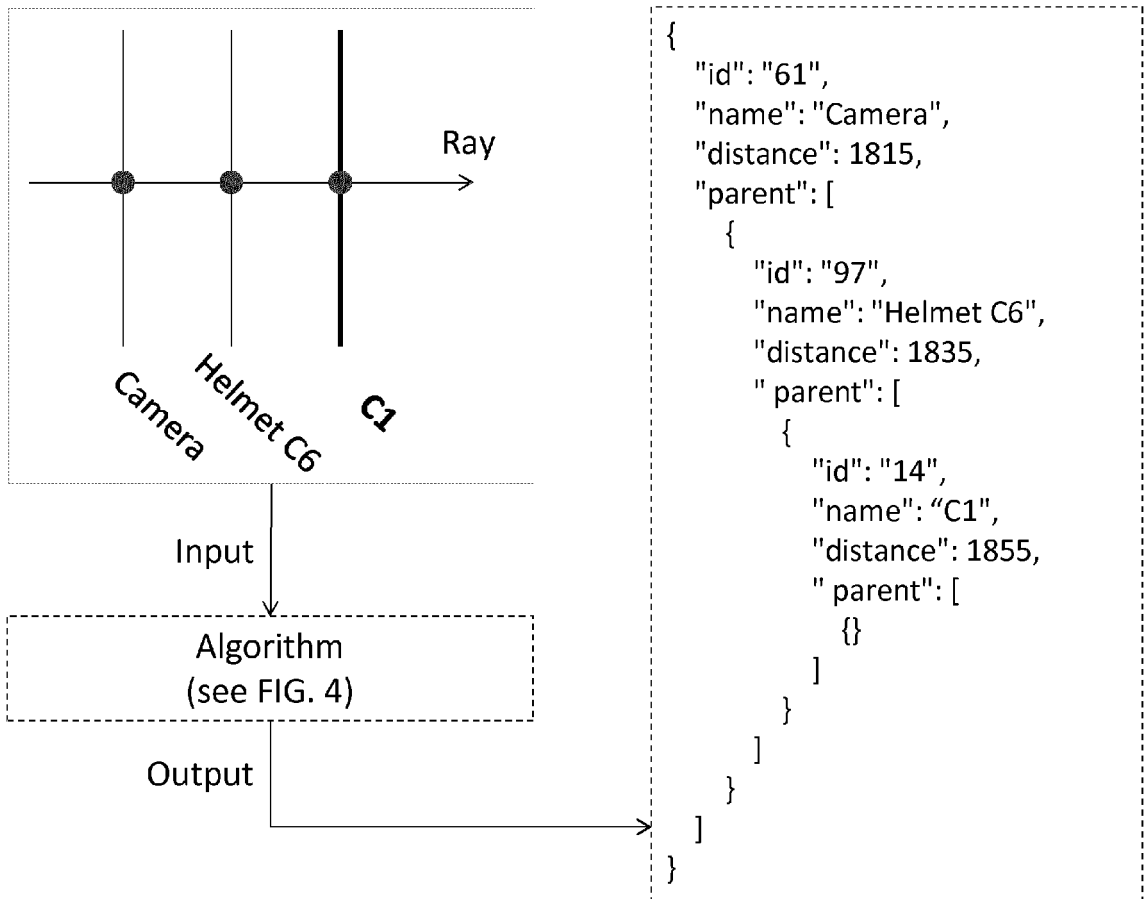 Ray
Camera
Helmet C6
C1
Input
Algorithm
(see FIG. 4)
Output
{
"id": "61",
"name": "Camera",
"distance": 1815,
"parent": [
{
"id": "97",
"name": "Helmet C6",
"distance": 1835,
" parent": [
{
"id": "14",
"name": “C1",
"distance": 1855,
" parent": [
{}
]
}
]
}
]
}